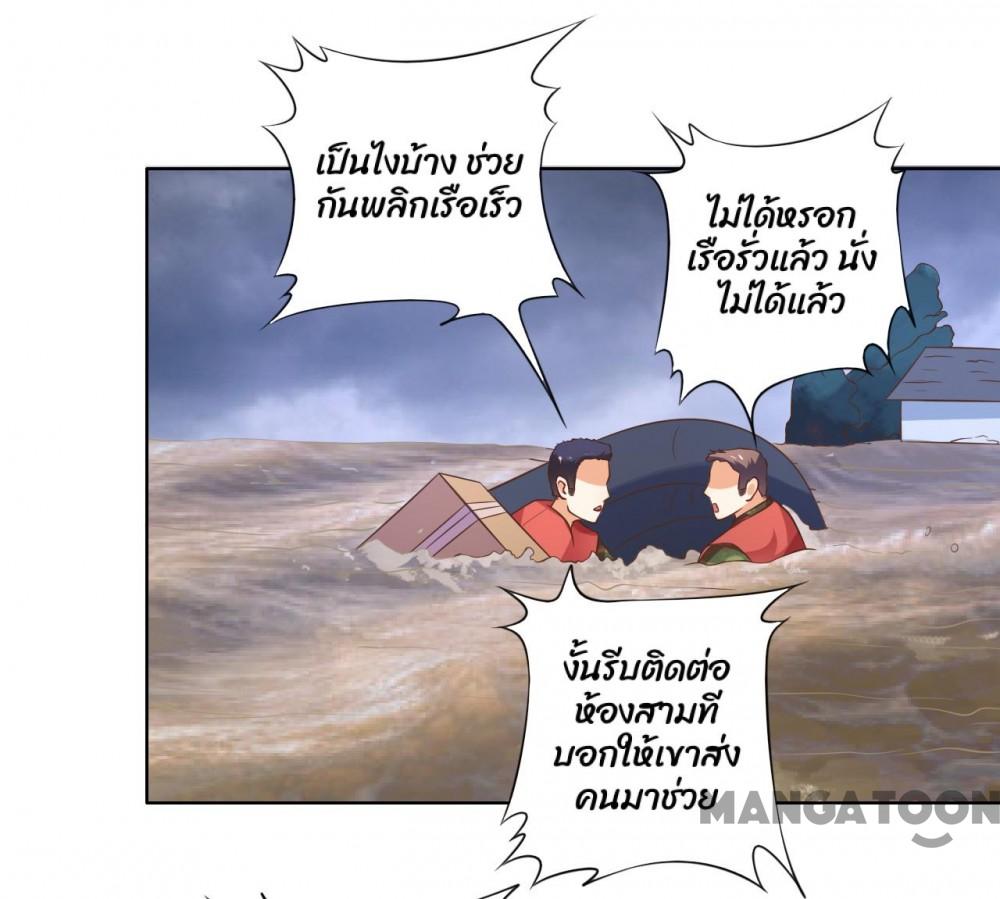 เป็นไงบ้าง ช่วย
กันพลิกเรือเร็ว
ไม่ได้หรอก
เรือรั่วแล้ว นั่ง
ไม่ได้แล้ว
งั้นรีบติดต่อ
ห้องสามที
บอกให้เขาส่ง
คนมาช่วย
MANGATOON